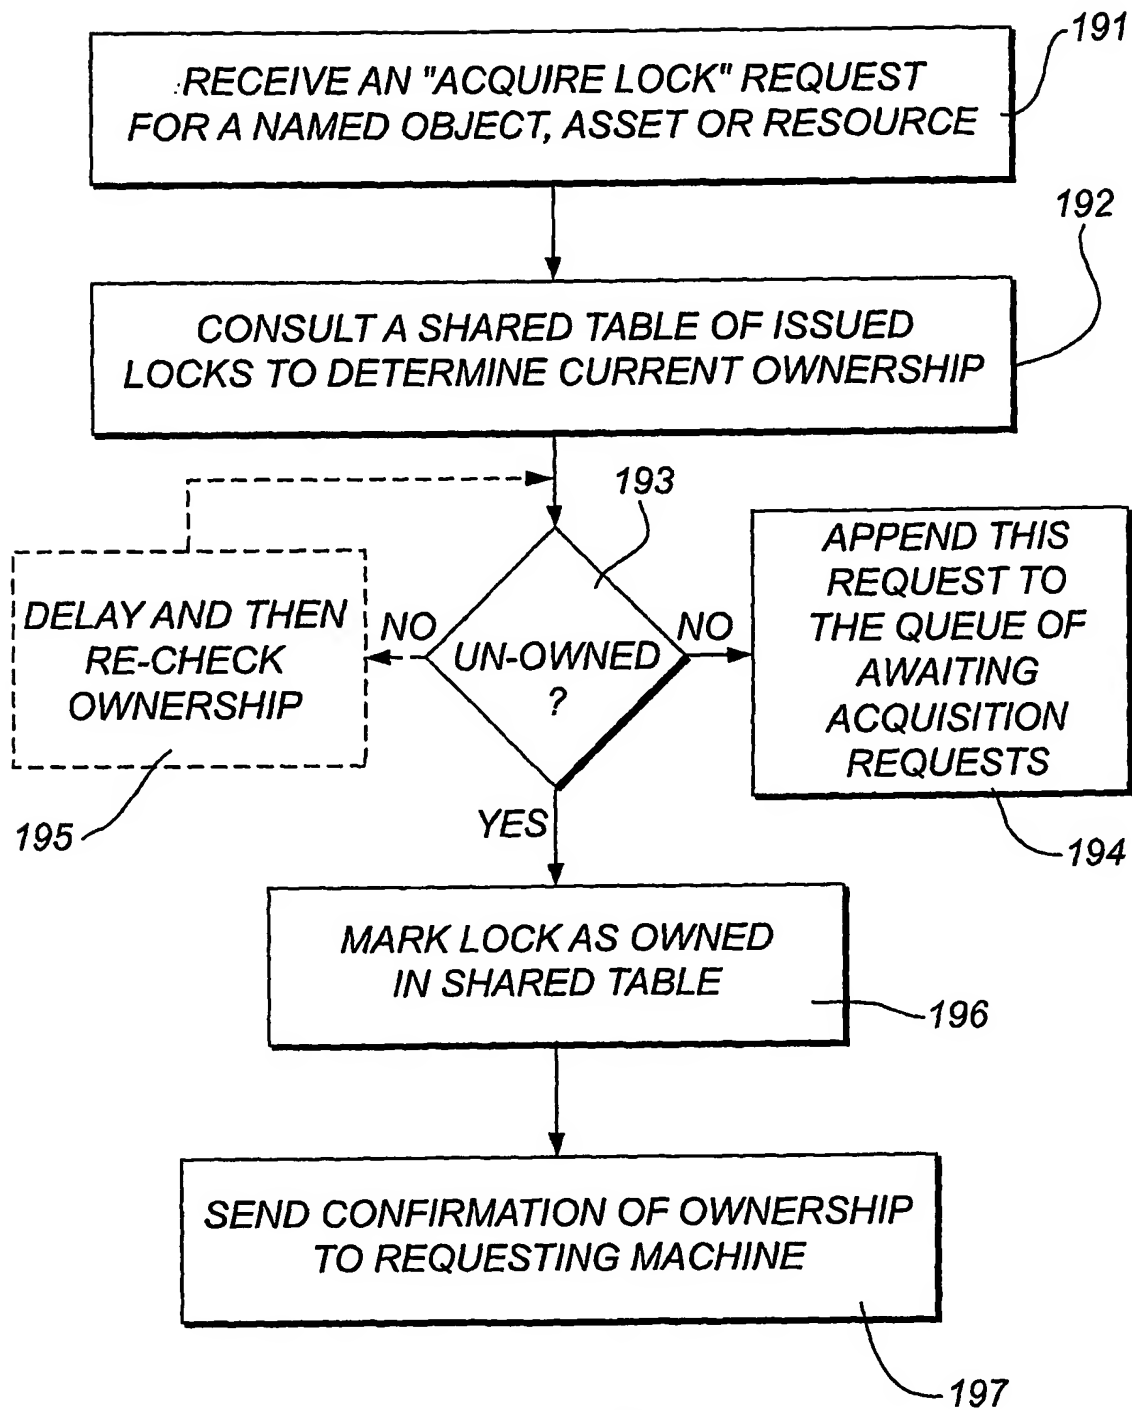 191
RECEIVE AN "ACQUIRE LOCK" REQUEST
FOR A NAMED OBJECT, ASSET OR RESOURCE
192
CONSULT A SHARED TABLE OF ISSUED
LOCKS TO DETERMINE CURRENT OWNERSHIP
193
DELAY AND THEN
RE-CHECK
OWNERSHIP
NO
UN-OWNED
?
NO
APPEND THIS
REQUEST TO
THE QUEUE OF
AWAITING
ACQUISITION
REQUESTS
195
YES
194
MARK LOCK AS OWNED
IN SHARED TABLE
196
SEND CONFIRMATION OF OWNERSHIP
TO REQUESTING MACHINE
197